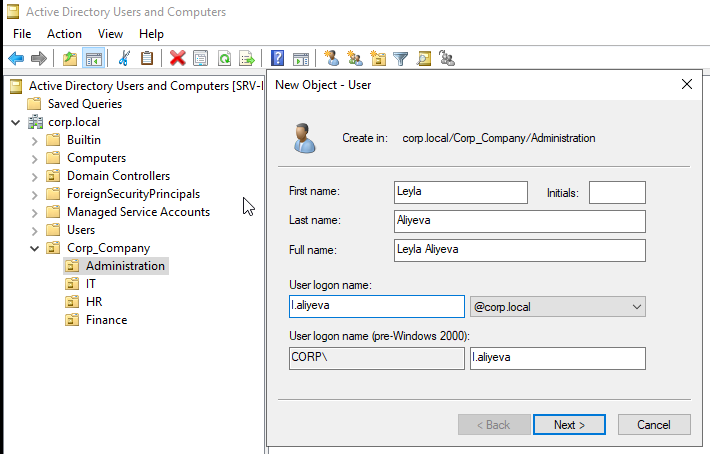 Active Directory Users and Computers
File Action View Help
Active Directory Users and Computers [SRV-
Saved Queries
corp.local
Builtin
Computers
Domain Controllers
ForeignSecurityPrincipals
Managed Service Accounts
Users
Corp_Company
Administration
IT
HR
Finance
New Object - User
Create in: corp.local/Corp_Company/Administration
First name: Leyla Initials:
Last name: Aliyeva
Full name: Leyla Aliyeva
User logon name:
l.aliyeva @corp.local
User logon name (pre-Windows 2000):
CORP\ l.aliyeva
< Back Next > Cancel